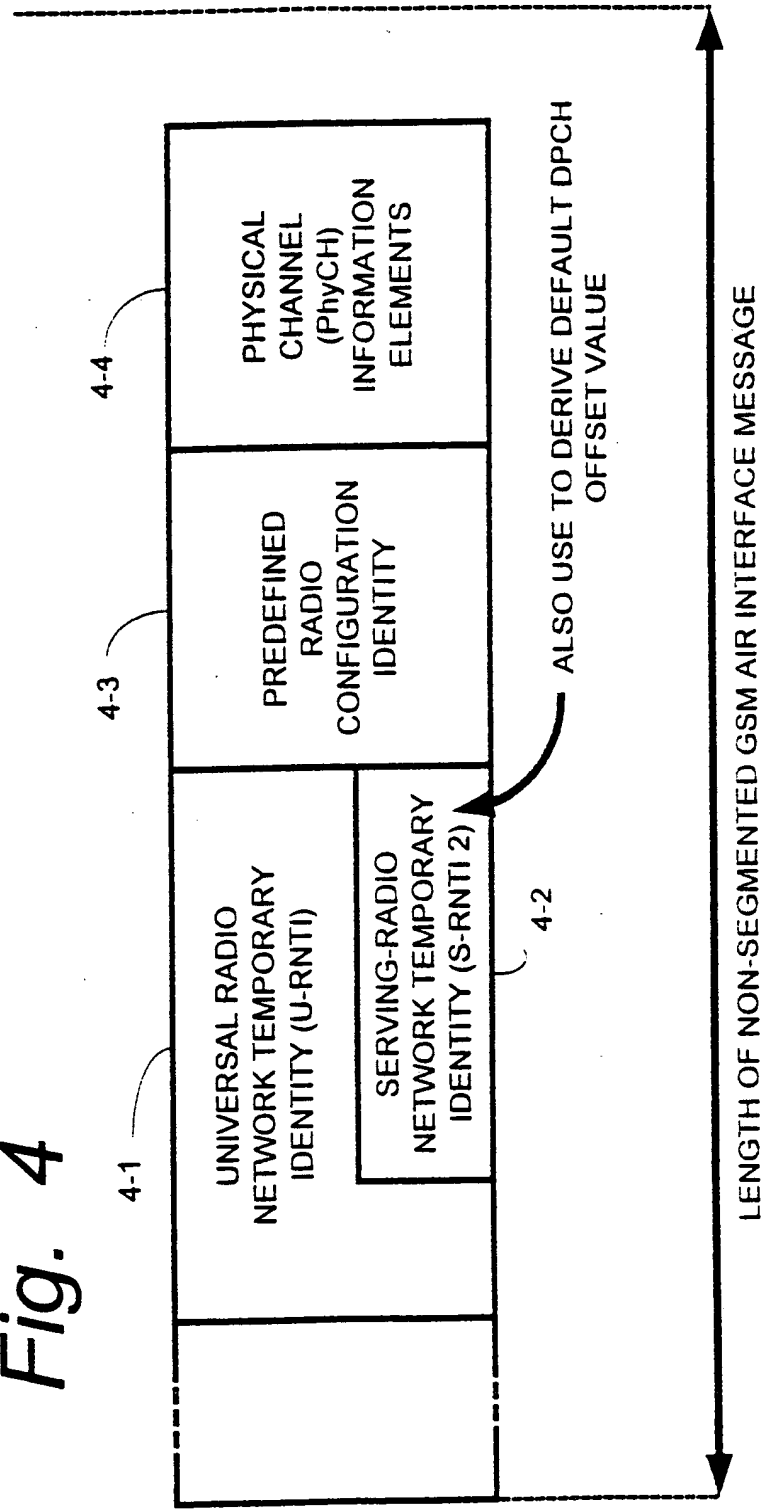 Fig. 4
4-1
4-3
4-4
UNIVERSAL RADIO
NETWORK TEMPORARY
IDENTITY (U-RNTI)
SERVING-RADIO
NETWORK TEMPORARY
IDENTITY (S-RNTI 2)
4-2
PREDEFINED
RADIO
CONFIGURATION
IDENTITY
PHYSICAL
CHANNEL
(PhyCH)
INFORMATION
ELEMENTS
ALSO USE TO DERIVE DEFAULT DPCH
OFFSET VALUE
LENGTH OF NON-SEGMENTED GSM AIR INTERFACE MESSAGE